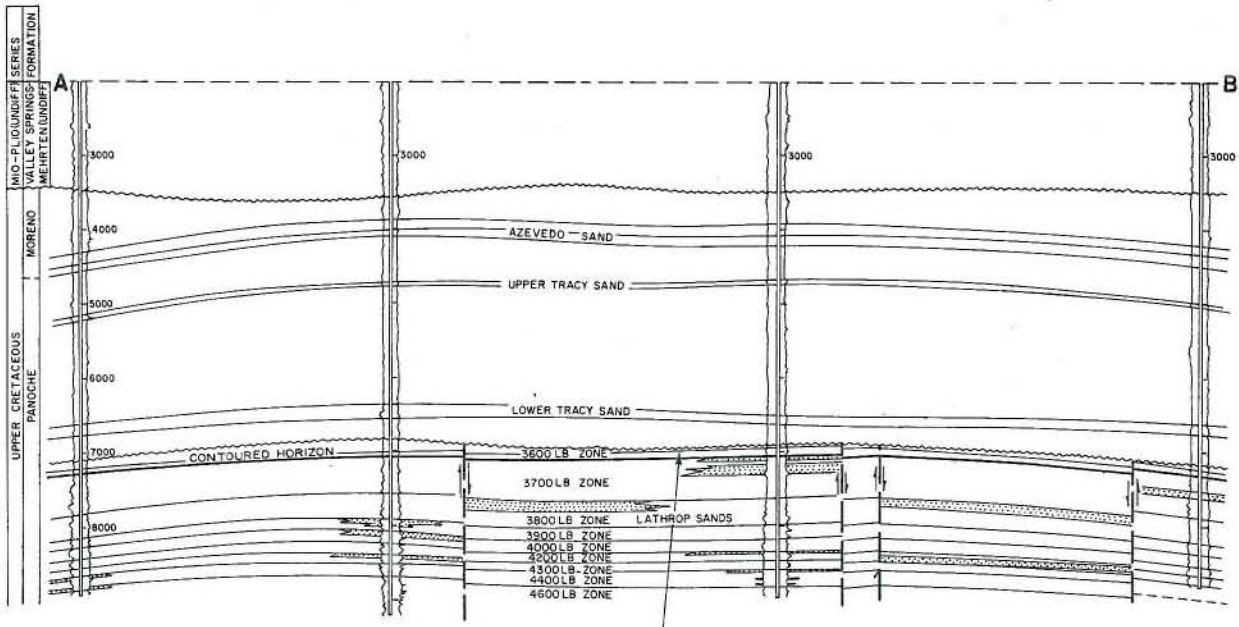 MIO-PLIO(UNDIFF) SERIES
VALLEY SPRINGS- FORMATION
MEHRTEN(UNDIFF)
A
B
3000
3000
3000
3000
MORENO
4000
AZEVEDO SAND
5000
UPPER TRACY SAND
UPPER CRETACEOUS
PANOCHE
6000
LOWER TRACY SAND
7000
CONTOURED HORIZON
3600 LB ZONE
3700 LB ZONE
3800 LB ZONE
LATHROP SANDS
8000
3900 LB ZONE
4000 LB ZONE
4200 LB ZONE
4300 LB- ZONE
4400 LB ZONE
4600 LB ZONE